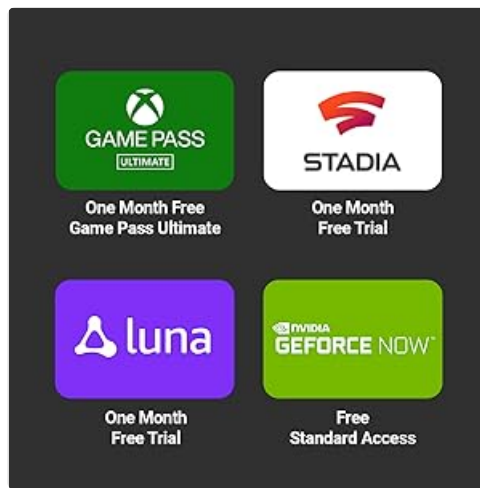 GAME PASS
ULTIMATE
One Month Free
Game Pass Ultimate
STADIA
One Month
Free Trial
luna
One Month
Free Trial
NVIDIA
GEFORCE NOW
Free
Standard Access